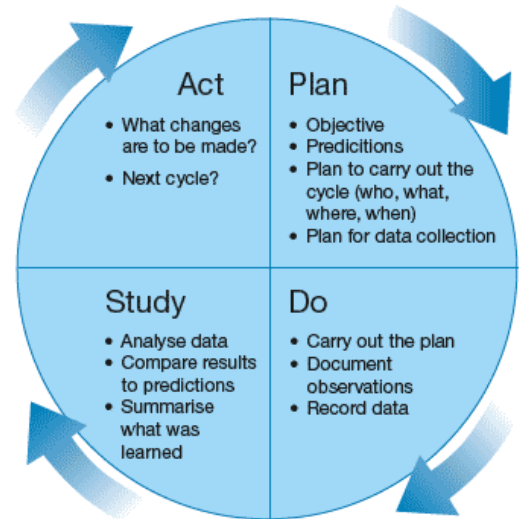 Act
• What changes
are to be made?
• Next cycle?
Plan
• Objective
• Predicitions
• Plan to carry out the
cycle (who, what,
where, when)
• Plan for data collection
Study
• Analyse data
• Compare results
to predictions
• Summarise
what was
learned
Do
• Carry out the plan
• Document
observations
• Record data